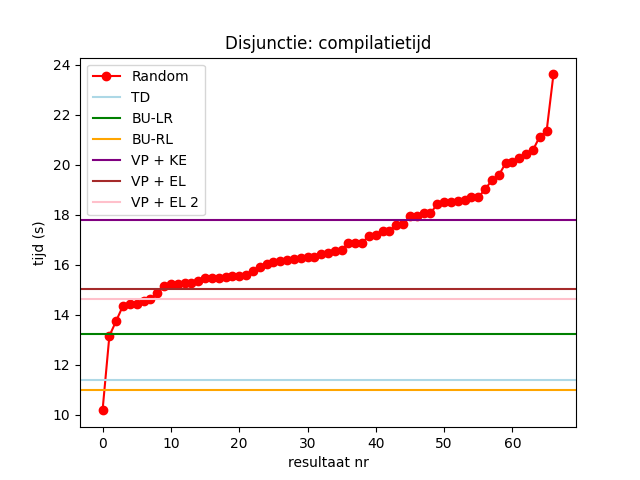 Disjunctie: compilatietijd
Random
TD
BU-LR
BU-RL
VP + KE
VP + EL
VP + EL 2
tijd (s)
24
22
20
18
16
14
12
10
0
10
20
30
40
50
60
resultaat nr